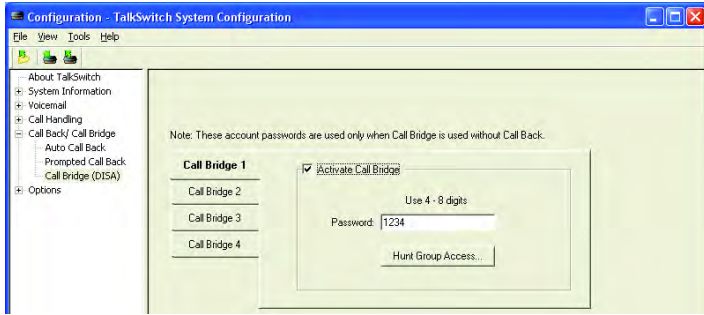 Configuration - TalkSwitch System Configuration
File View Tools Help
About TalkSwitch
System Information
Voicemail
Call Handling
Call Back/ Call Bridge
Auto Call Back
Prompted Call Back
Call Bridge (DISA)
Options
Note: These account passwords are used only when Call Bridge is used without Call Back.
Call Bridge 1
Call Bridge 2
Call Bridge 3
Call Bridge 4
Activate Call Bridge
Use 4 - 8 digits
Password: 1234
Hunt Group Access...